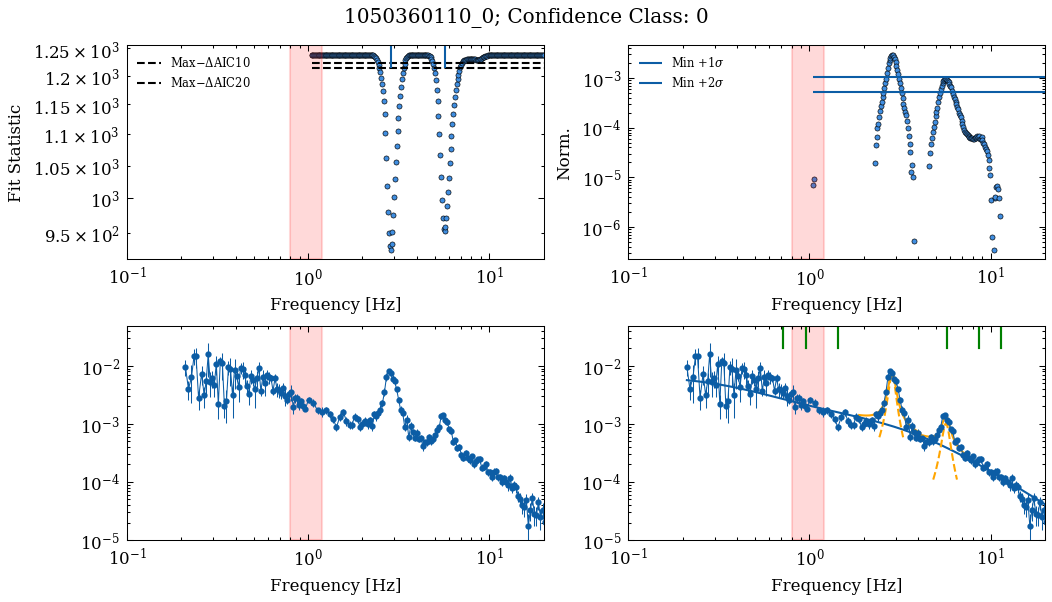 1050360110_0; Confidence Class: 0
Fit Statistic
1.25 × 10³
1.2 × 10³
1.15 × 10³
1.1 × 10³
1.05 × 10³
10³
9.5 × 10²
Max−ΔAIC10
Max−ΔAIC20
10⁻¹ 10⁰ 10¹
Frequency [Hz]
Norm.
10⁻³
10⁻⁴
10⁻⁵
10⁻⁶
Min +1σ
Min +2σ
10⁻¹ 10⁰ 10¹
Frequency [Hz]
10⁻²
10⁻³
10⁻⁴
10⁻⁵
10⁻¹ 10⁰ 10¹
Frequency [Hz]
10⁻²
10⁻³
10⁻⁴
10⁻⁵
10⁻¹ 10⁰ 10¹
Frequency [Hz]